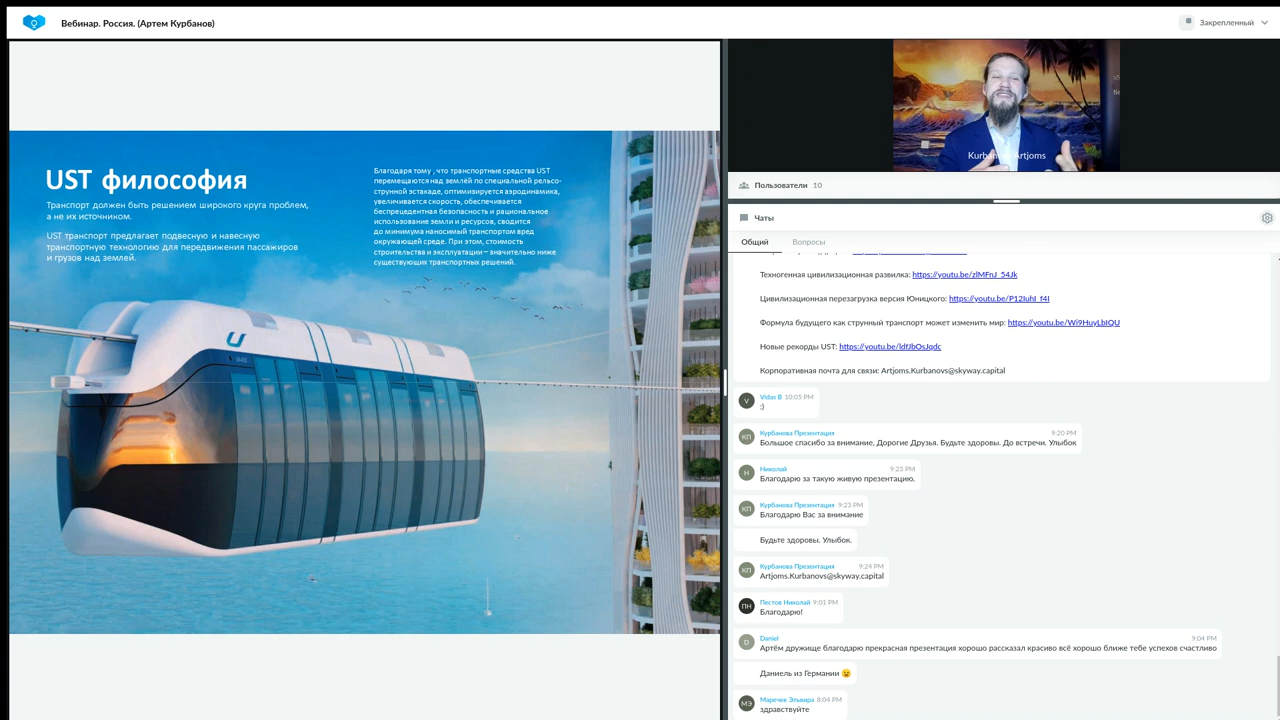 Вебинар. Россия. (Артем Курбанов)
Закрепленный
UST философия
Транспорт должен быть решением широкого круга проблем,
а не их источником.
UST транспорт предлагает подвесную и навесную
транспортную технологию для передвижения пассажиров
и грузов над землей.
Благодаря тому , что транспортные средства UST
перемещаются над землёй по специальной рельсо-
струнной эстакаде, оптимизируется аэродинамика,
увеличивается скорость, обеспечивается
беспрецедентная безопасность и рациональное
использование земли и ресурсов, сводится
до минимума наносимый транспортом вред
окружающей среде. При этом, стоимость
строительства и эксплуатации – значительно ниже
существующих транспортных решений.
Artjoms
Пользователи 10
Чаты
Общий Вопросы
Техногенная цивилизационная развилка: https://youtu.be/zlMFnJ_54Jk
Цивилизационная перезагрузка версия Юницкого: https://youtu.be/P12IuhI_f4I
Формула будущего как струнный транспорт может изменить мир: https://youtu.be/Wi9HuyLbIQU
Новые рекорды UST: https://youtu.be/ldfJbOsJqdc
Корпоративная почта для связи: Artjoms.Kurbanovs@skyway.capital
V
Vidas B 10:05 PM
:)
КП
Курбанова Презентация 9:20 PM
Большое спасибо за внимание, Дорогие Друзья. Будьте здоровы. До встречи. Улыбок
Н
Николай 9:23 PM
Благодарю за такую живую презентацию.
КП
Курбанова Презентация 9:23 PM
Благодарю Вас за внимание
Будьте здоровы. Улыбок.
КП
Курбанова Презентация 9:24 PM
Artjoms.Kurbanovs@skyway.capital
ПН
Пестов Николай 9:01 PM
Благодарю!
D
Daniel 9:04 PM
Артём дружище благодарю прекрасная презентация хорошо рассказал красиво всё хорошо ближе тебе успехов счастливо
Даниель из Германии 😉
МЭ
Маречек Эльвира 8:04 PM
здравствуйте